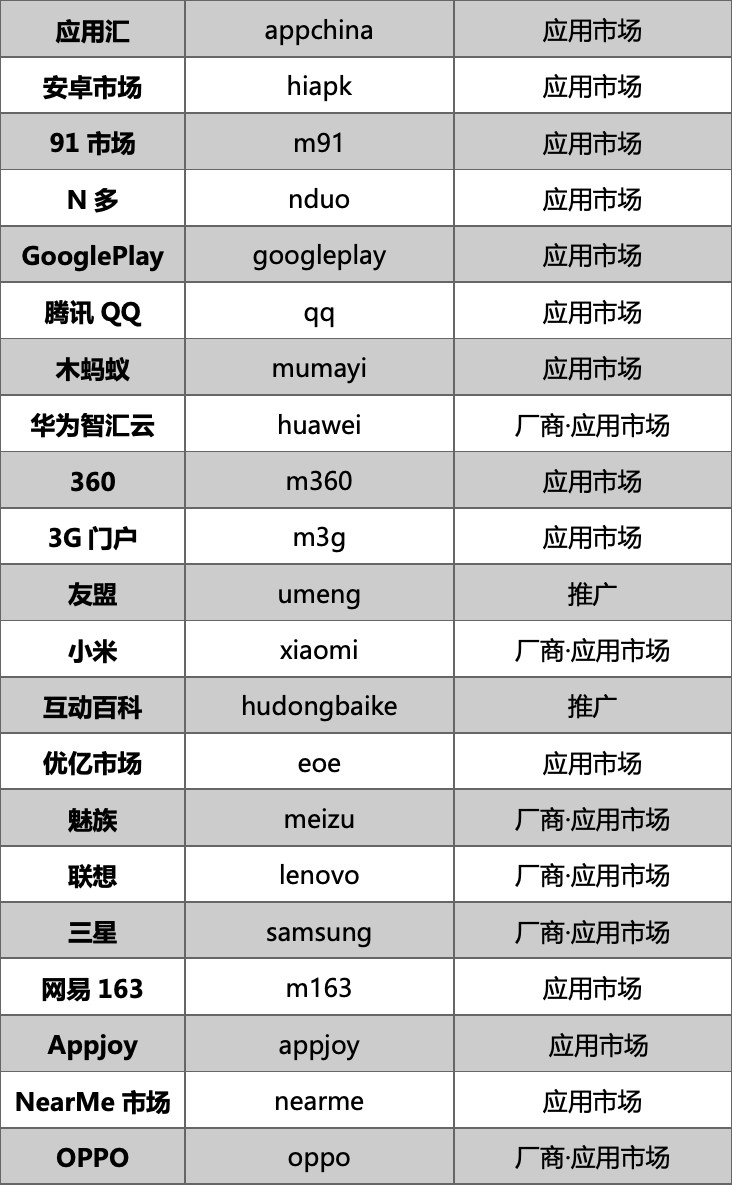 应用汇 appchina 应用市场
安卓市场 hiapk 应用市场
91 市场 m91 应用市场
N 多 nduo 应用市场
GooglePlay googleplay 应用市场
腾讯 QQ qq 应用市场
木蚂蚁 mumayi 应用市场
华为智汇云 huawei 厂商·应用市场
360 m360 应用市场
3G 门户 m3g 应用市场
友盟 umeng 推广
小米 xiaomi 厂商·应用市场
互动百科 hudongbaike 推广
优亿市场 eoe 应用市场
魅族 meizu 厂商·应用市场
联想 lenovo 厂商·应用市场
三星 samsung 厂商·应用市场
网易 163 m163 应用市场
Appjoy appjoy 应用市场
NearMe 市场 nearme 应用市场
OPPO oppo 厂商·应用市场